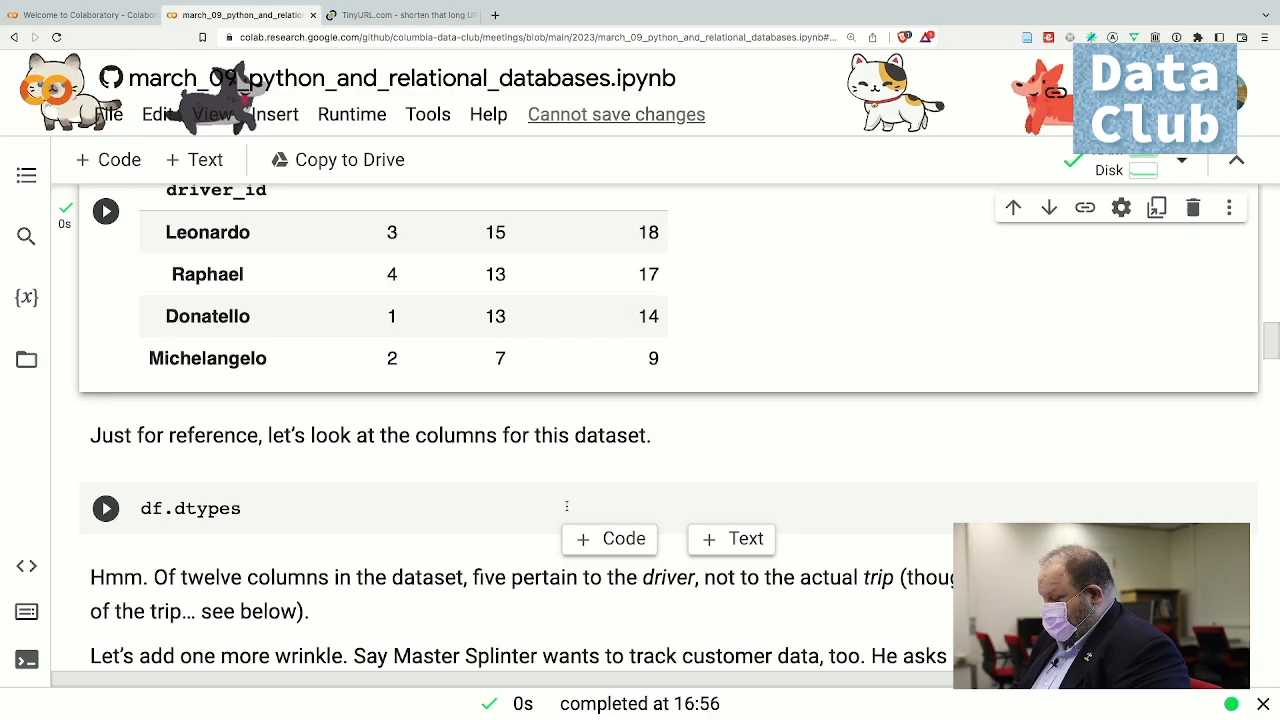 Welcome to Colaboratory - Colabor
march_09_python_and_relatio
TinyURL.com - shorten that long U
colab.research.google.com/github/columbia-data-club/meetings/blob/main/2023/march_09_python_and_relational_databases.ipynb#...
march_09_python_and_relational_databases.ipynb
File Edit View Insert Runtime Tools Help Cannot save changes
Data
Club
+ Code + Text Copy to Drive
Disk
driver_id
0s
Leonardo 3 15 18
Raphael 4 13 17
Donatello 1 13 14
Michelangelo 2 7 9
Just for reference, let's look at the columns for this dataset.
df.dtypes
+ Code + Text
Hmm. Of twelve columns in the dataset, five pertain to the driver, not to the actual trip (thou
of the trip... see below).
Let's add one more wrinkle. Say Master Splinter wants to track customer data, too. He asks
0s completed at 16:56